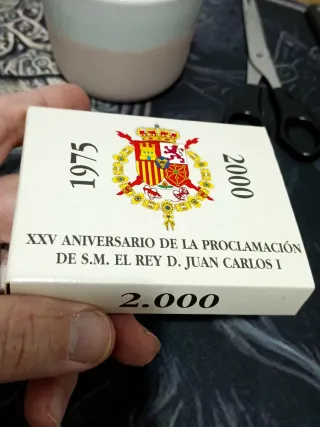 1975
2000
XXV ANIVERSARIO DE LA PROCLAMACIÓN
DE S.M. EL REY D. JUAN CARLOS I
2.000